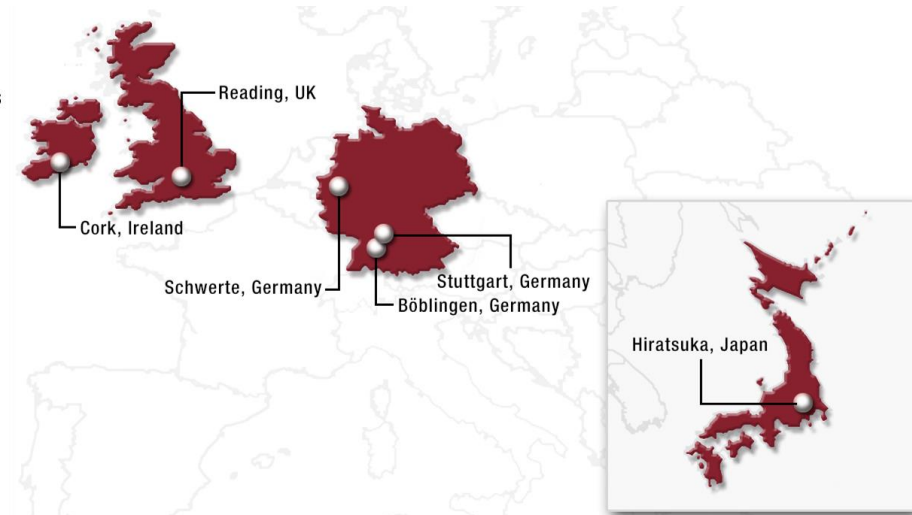 s
Reading, UK
Cork, Ireland
Schwerte, Germany
Stuttgart, Germany
Böblingen, Germany
Hiratsuka, Japan